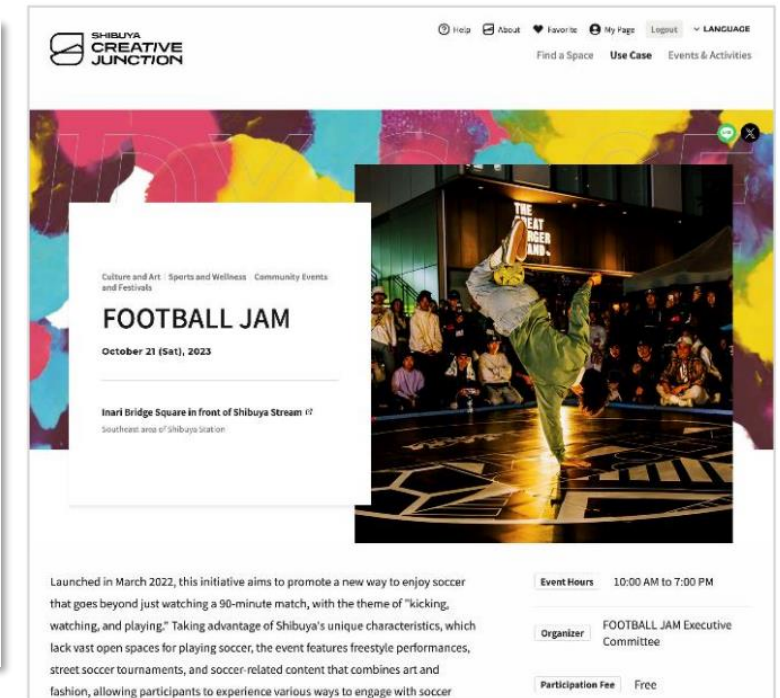 SHIBUYA
CREATIVE
JUNCTION
Help About Favorite My Page Logout LANGUAGE
Find a Space Use Case Events & Activities
THE
BAND.
Culture and Art Sports and Wellness Community Events
and Festivals
FOOTBALL JAM
October 21 (Sat), 2023
Inari Bridge Square in front of Shibuya Stream
Southeast area of Shibuya Station
Launched in March 2022, this initiative aims to promote a new way to enjoy soccer
that goes beyond just watching a 90-minute match, with the theme of "kicking,
watching, and playing." Taking advantage of Shibuya's unique characteristics, which
lack vast open spaces for playing soccer, the event features freestyle performances,
street soccer tournaments, and soccer-related content that combines art and
fashion, allowing participants to experience various ways to engage with soccer
Event Hours 10:00 AM to 7:00 PM
Organizer FOOTBALL JAM Executive
Committee
Participation Fee Free